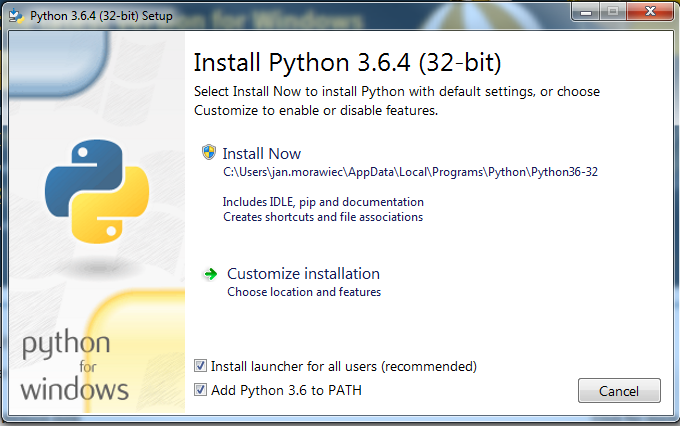 Python 3.6.4 (32-bit) Setup
Install Python 3.6.4 (32-bit)
Select Install Now to install Python with default settings, or choose
Customize to enable or disable features.
Install Now
C:\Users\jan.morawiec\AppData\Local\Programs\Python\Python36-32
Includes IDLE, pip and documentation
Creates shortcuts and file associations
Customize installation
Choose location and features
python
for
windows
Install launcher for all users (recommended)
Add Python 3.6 to PATH
Cancel